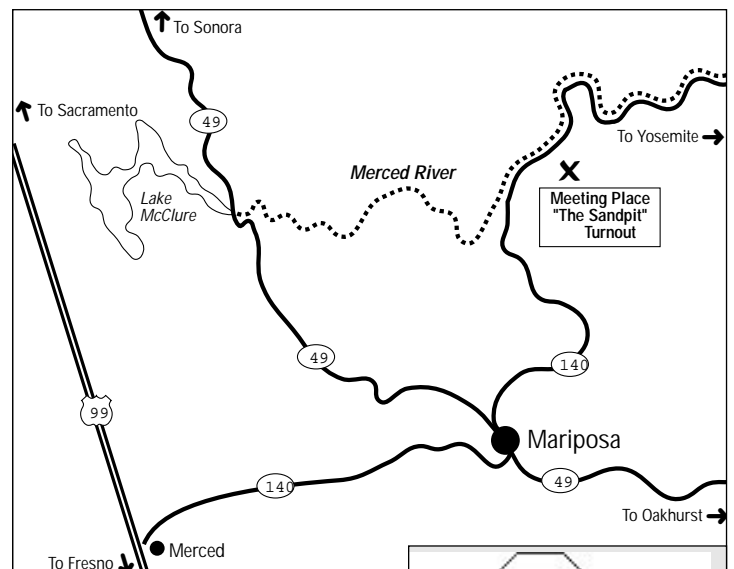 To Sonora
To Sacramento
49
To Yosemite
Merced River
Lake
McClure
Meeting Place
"The Sandpit"
Turnout
49
140
99
Mariposa
140
49
To Oakhurst
Merced
To Fresno